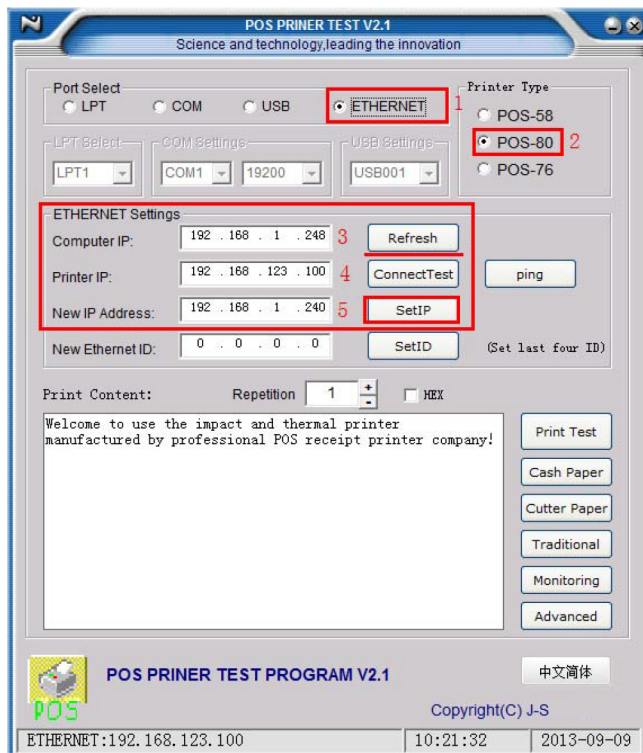 POS PRINER TEST V2.1
Science and technology,leading the innovation
Port Select
LPT COM USB ETHERNET 1
Printer Type
POS-58
POS-80 2
POS-76
LPT Select COM Settings USB Settings
LPT1 COM1 19200 USB001
ETHERNET Settings
Computer IP: 192 . 168 . 1 . 248 3 Refresh
Printer IP: 192 . 168 . 123 . 100 4 ConnectTest ping
New IP Address: 192 . 168 . 1 . 240 5 SetIP
New Ethernet ID: 0 . 0 . 0 . 0 SetID (Set last four ID)
Print Content: Repetition 1 + - HEX
Welcome to use the impact and thermal printer
manufactured by professional POS receipt printer company!
Print Test
Cash Paper
Cutter Paper
Traditional
Monitoring
Advanced
POS
POS PRINER TEST PROGRAM V2.1
中文简体
Copyright(C) J-S
ETHERNET:192.168.123.100 10:21:32 2013-09-09